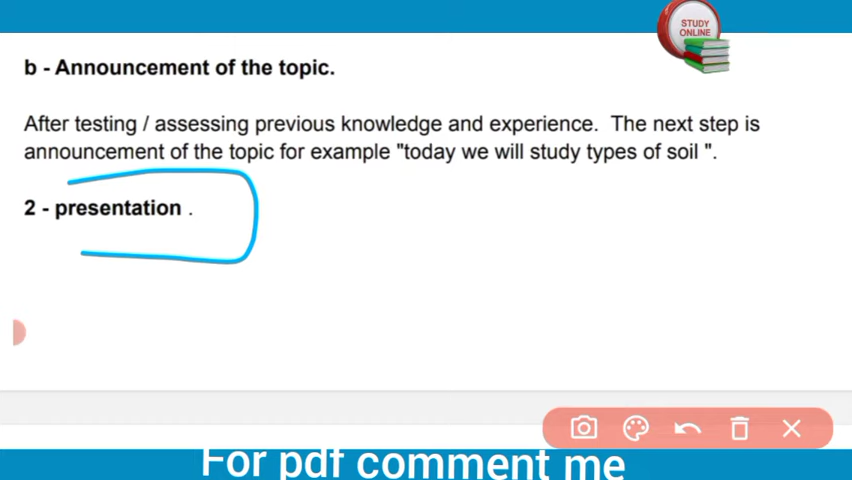 STUDY
ONLINE
b - Announcement of the topic.
After testing / assessing previous knowledge and experience.  The next step is
announcement of the topic for example "today we will study types of soil ".
2 - presentation .
For pdf comment me